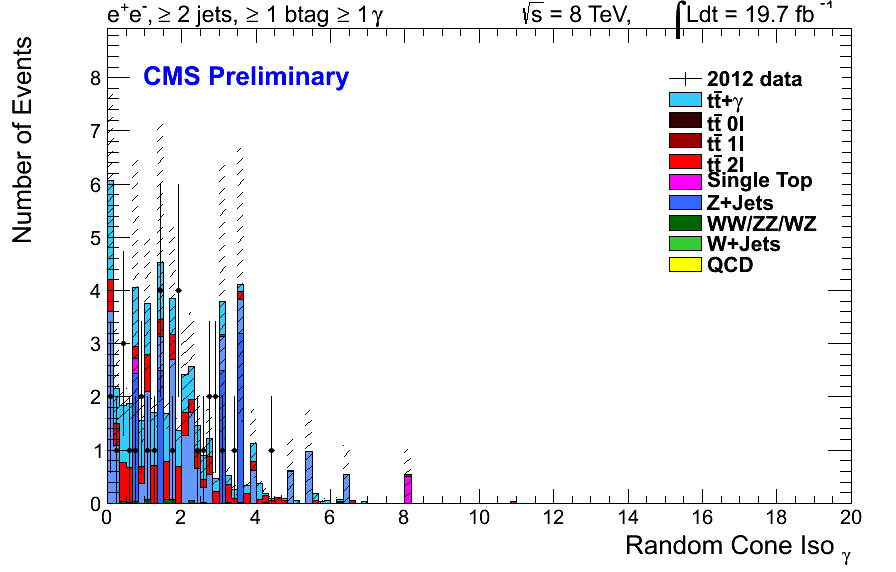 e⁺e⁻, ≥ 2 jets, ≥ 1 btag ≥ 1 γ
√s = 8 TeV, ∫Ldt = 19.7 fb⁻¹
CMS Preliminary
2012 data
tt̄+γ
tt̄ 0l
tt̄ 1l
tt̄ 2l
Single Top
Z+Jets
WW/ZZ/WZ
W+Jets
QCD
Number of Events
8
7
6
5
4
3
2
1
0
0 2 4 6 8 10 12 14 16 18 20
Random Cone Iso γ